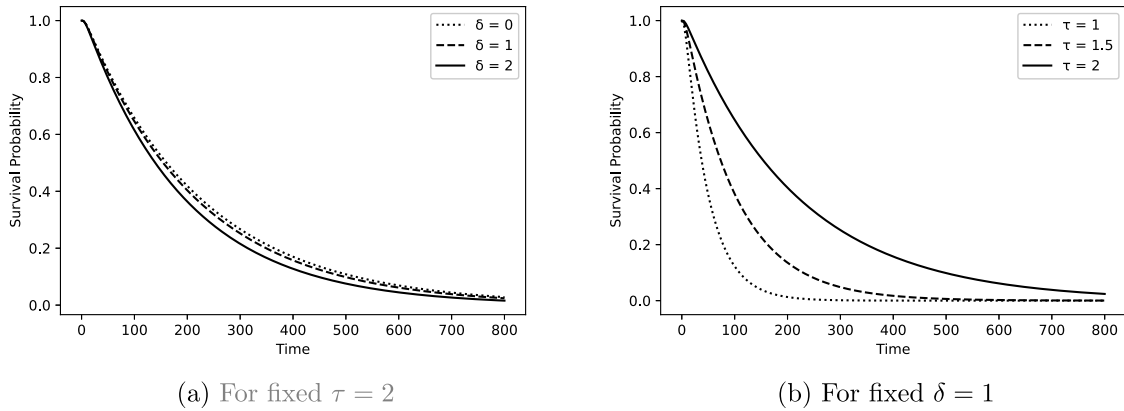 1.0
0.8
0.6
0.4
0.2
0.0
Survival Probability
0 100 200 300 400 500 600 700 800
Time
δ = 0
δ = 1
δ = 2
(a) For fixed τ = 2
1.0
0.8
0.6
0.4
0.2
0.0
Survival Probability
0 100 200 300 400 500 600 700 800
Time
τ = 1
τ = 1.5
τ = 2
(b) For fixed δ = 1